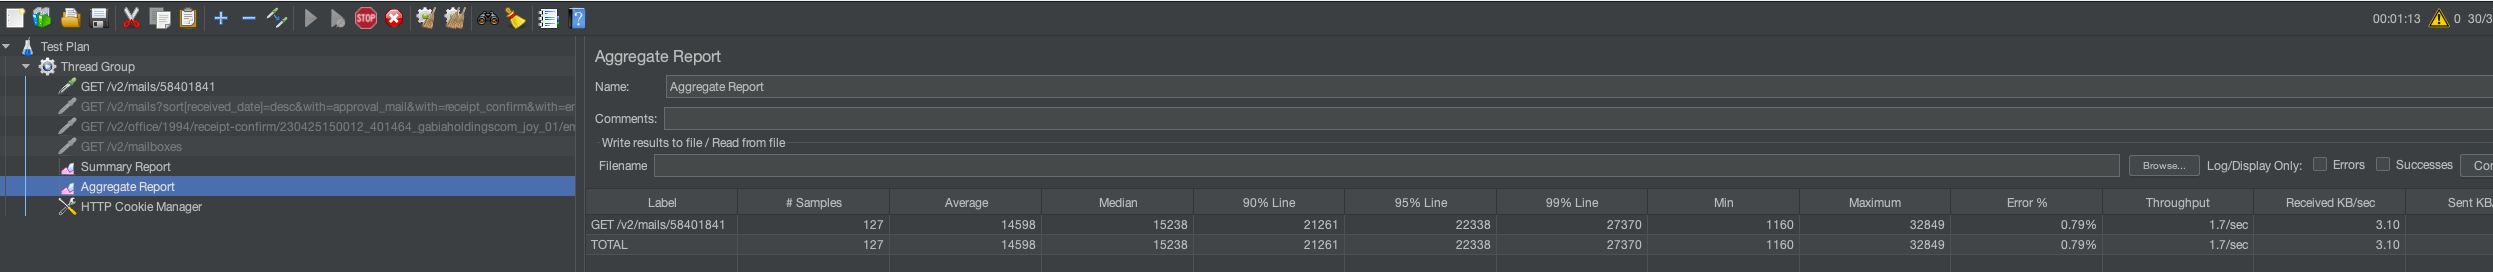 STOP
?
00:01:13 0 30/3
Test Plan
Thread Group
GET /v2/mails/58401841
GET /v2/mails?sort[received_date]=desc&with=approval_mail&with=receipt_confirm&with=er
GET /v2/office/1994/receipt-confirm/230425150012_401464_gabiaholdingscom_joy_01/en
GET /v2/mailboxes
Summary Report
Aggregate Report
HTTP Cookie Manager
Aggregate Report
Name: Aggregate Report
Comments:
Write results to file / Read from file
Filename Browse... Log/Display Only: Errors Successes Con
Label # Samples Average Median 90% Line 95% Line 99% Line Min Maximum Error % Throughput Received KB/sec Sent KB/
GET /v2/mails/58401841 127 14598 15238 21261 22338 27370 1160 32849 0.79% 1.7/sec 3.10
TOTAL 127 14598 15238 21261 22338 27370 1160 32849 0.79% 1.7/sec 3.10